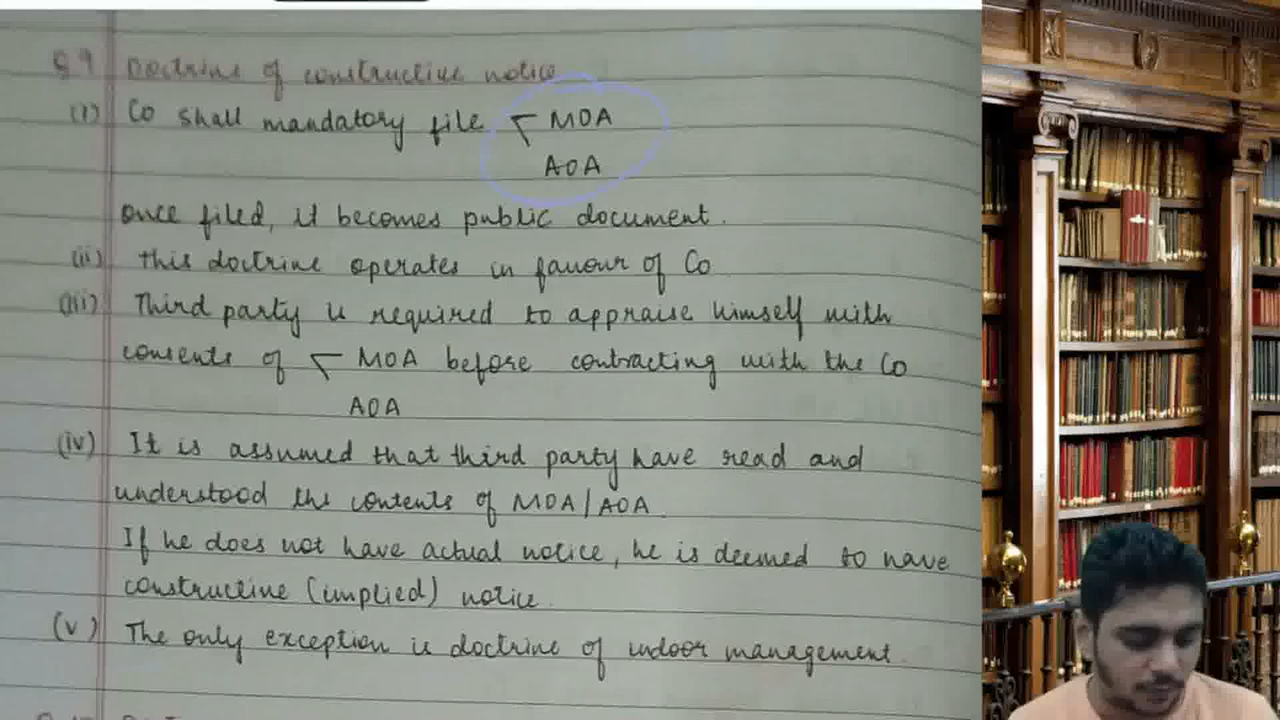 Q 9 Doctrine of constructive notice
(i) Co shall mandatory file MOA
AOA
once filed, it becomes public document.
(ii) this doctrine operates in favour of Co
(iii) Third party is required to appraise himself with
contents of MOA before contracting with the Co
AOA
(iv) It is assumed that third party have read and
understood the contents of MOA/AOA
If he does not have actual notice, he is deemed to have
constructive (implied) notice.
(v) The only exception is doctrine of indoor management.